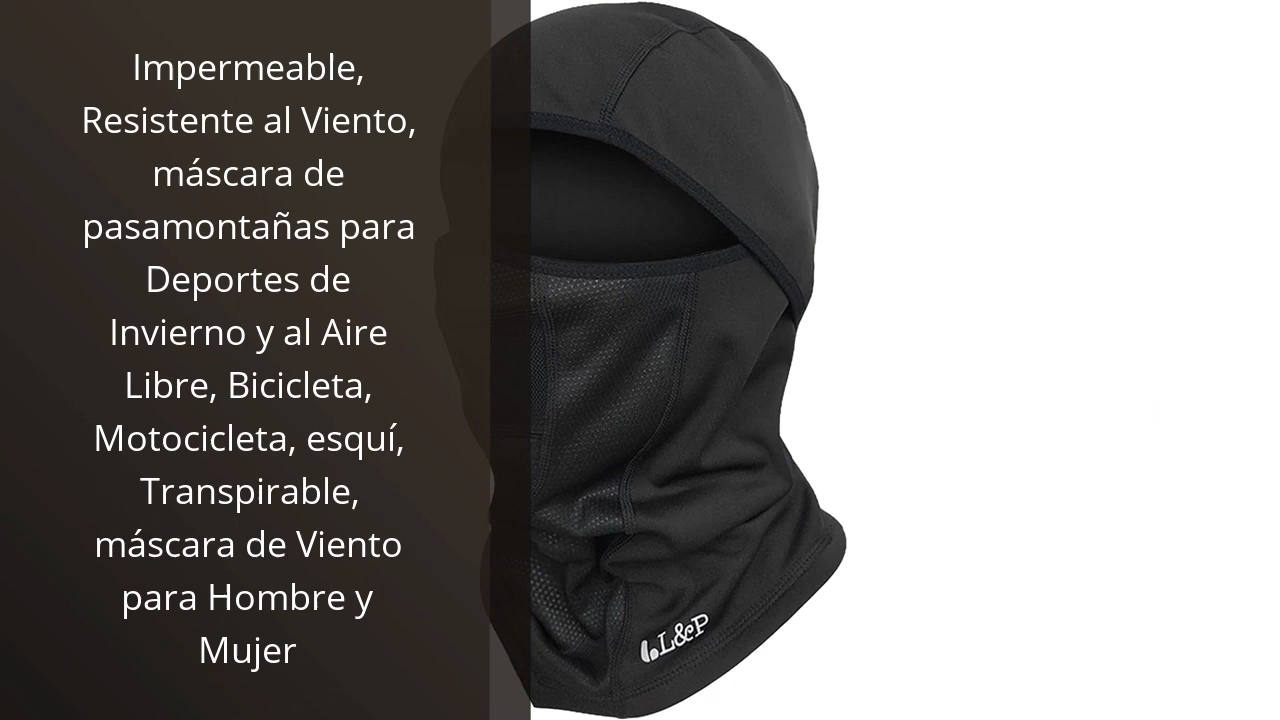 Impermeable,
Resistente al Viento,
máscara de
pasamontañas para
Deportes de
Invierno y al Aire
Libre, Bicicleta,
Motocicleta, esquí,
Transpirable,
máscara de Viento
para Hombre y
Mujer
L&P